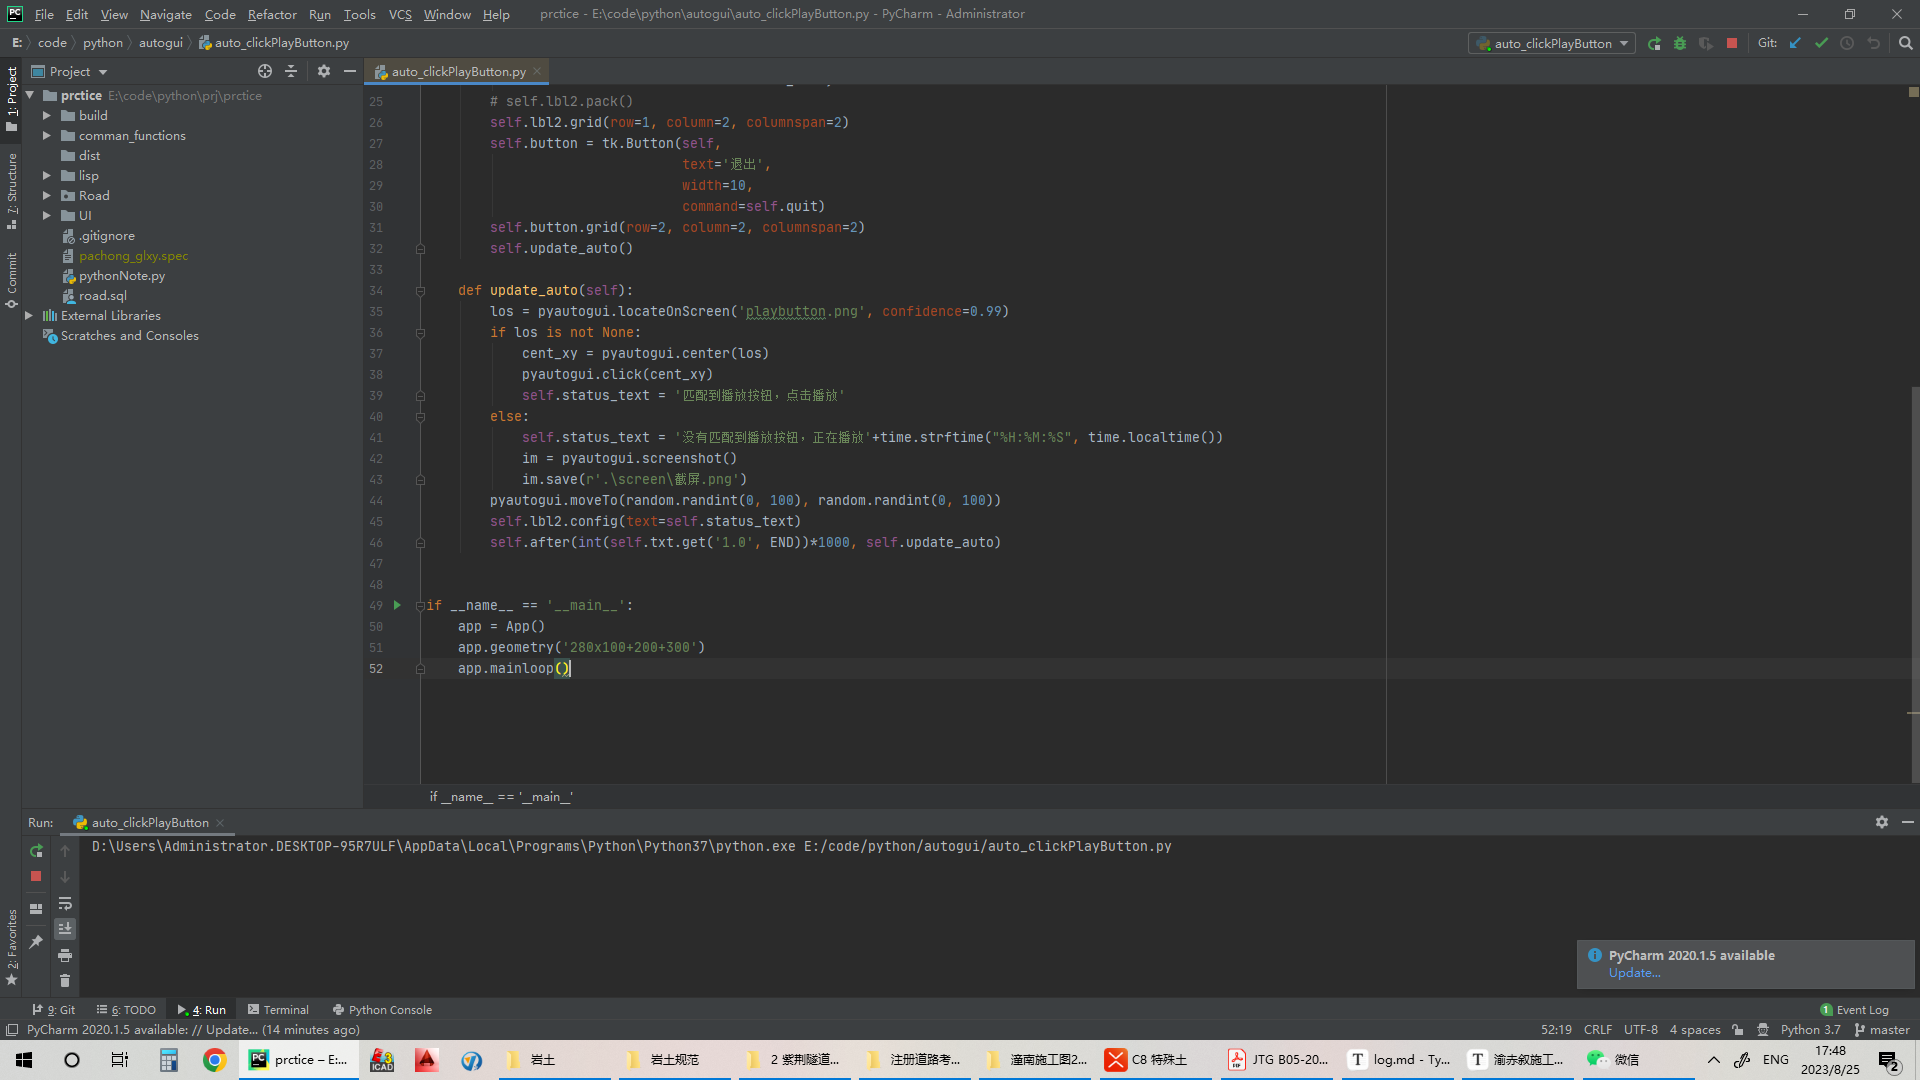 File Edit View Navigate Code Refactor Run Tools VCS Window Help prctice - E:\code\python\autogui\auto_clickPlayButton.py - PyCharm - Administrator
E: code python autogui auto_clickPlayButton.py auto_clickPlayButton Git:
Project auto_clickPlayButton.py
1: Project
7: Structure
Commit
2: Favorites
prctice E:\code\python\prj\prctice
build
comman_functions
dist
lisp
Road
UI
.gitignore
pachong_glxy.spec
pythonNote.py
road.sql
External Libraries
Scratches and Consoles
25 # self.lbl2.pack()
26 self.lbl2.grid(row=1, column=2, columnspan=2)
27 self.button = tk.Button(self,
28 text='退出',
29 width=10,
30 command=self.quit)
31 self.button.grid(row=2, column=2, columnspan=2)
32 self.update_auto()
33
34 def update_auto(self):
35 los = pyautogui.locateOnScreen('playbutton.png', confidence=0.99)
36 if los is not None:
37 cent_xy = pyautogui.center(los)
38 pyautogui.click(cent_xy)
39 self.status_text = '匹配到播放按钮，点击播放'
40 else:
41 self.status_text = '没有匹配到播放按钮，正在播放'+time.strftime("%H:%M:%S", time.localtime())
42 im = pyautogui.screenshot()
43 im.save(r'.\screen\截屏.png')
44 pyautogui.moveTo(random.randint(0, 100), random.randint(0, 100))
45 self.lbl2.config(text=self.status_text)
46 self.after(int(self.txt.get('1.0', END))*1000, self.update_auto)
47
48
49 if __name__ == '__main__':
50 app = App()
51 app.geometry('280x100+200+300')
52 app.mainloop()
if __name__ == '__main__'
Run: auto_clickPlayButton
D:\Users\Administrator.DESKTOP-95R7ULF\AppData\Local\Programs\Python\Python37\python.exe E:/code/python/autogui/auto_clickPlayButton.py
PyCharm 2020.1.5 available
Update...
9: Git 6: TODO 4: Run Terminal Python Console 1 Event Log
PyCharm 2020.1.5 available: // Update... (14 minutes ago) 52:19 CRLF UTF-8 4 spaces Python 3.7 master
prctice – E:... 岩土 岩土规范 2 紫荆隧道... 注册道路考... 潼南施工图2... C8 特殊土 JTG B05-20... log.md - Ty... 渝赤叙施工... 微信 ENG 17:48
2023/8/25 2